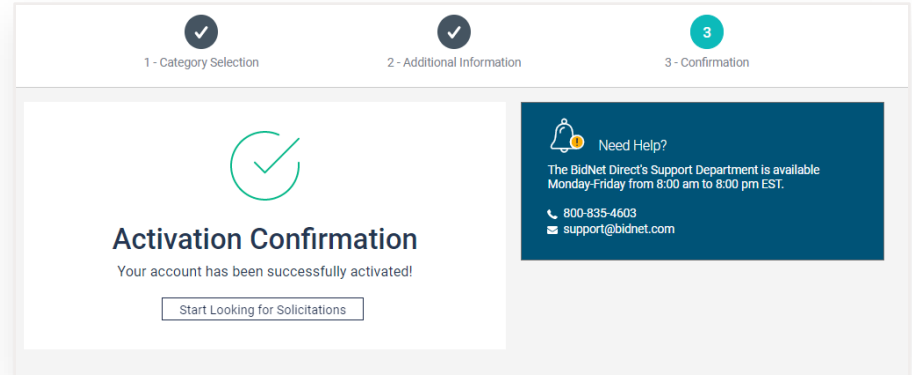 3
1 - Category Selection
2 - Additional Information
3 - Confirmation
Activation Confirmation
Your account has been successfully activated!
Start Looking for Solicitations
!
Need Help?
The BidNet Direct's Support Department is available
Monday-Friday from 8:00 am to 8:00 pm EST.
800-835-4603
support@bidnet.com